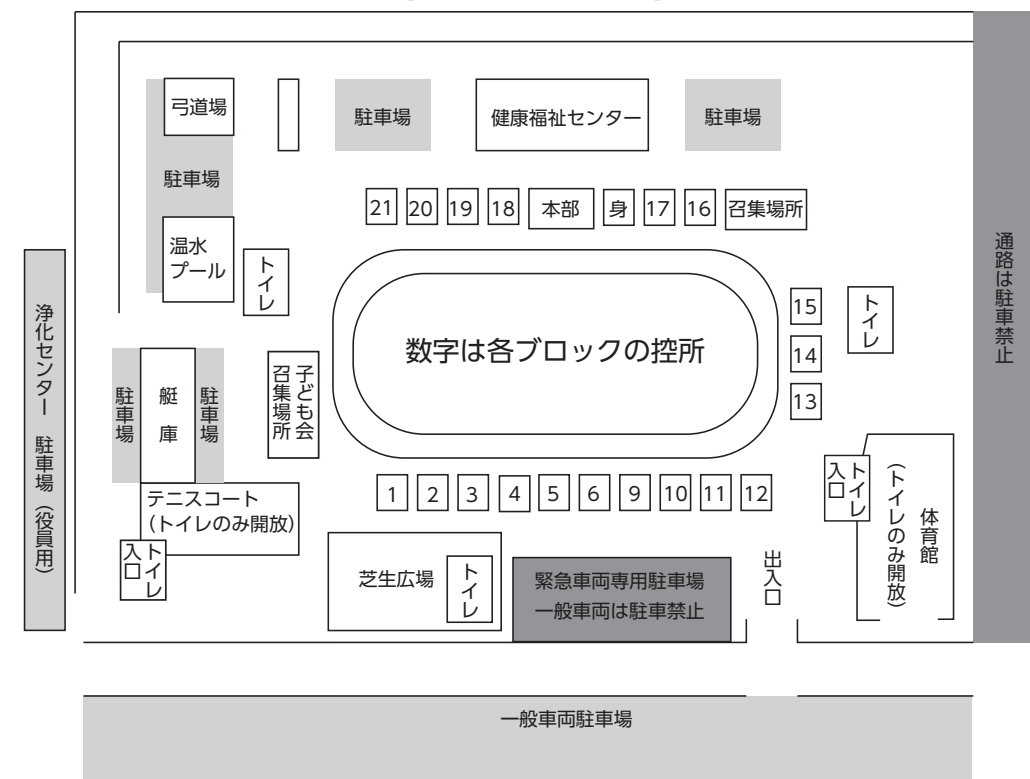 弓道場
駐車場
健康福祉センター
駐車場
駐車場
21
20
19
18
本部
身
17
16
召集場所
温水
プール
トイレ
通路は駐車禁止
浄化センター 駐車場(役員用)
数字は各ブロックの控所
15
14
13
トイレ
駐車場
艇
庫
駐車場
子ども会
召集場所
1
2
3
4
5
6
9
10
11
12
テニスコート
(トイレのみ開放)
トイレ
入口
トイレ
入口
体育館
(トイレのみ開放)
芝生広場
トイレ
緊急車両専用駐車場
一般車両は駐車禁止
出入口
一般車両駐車場